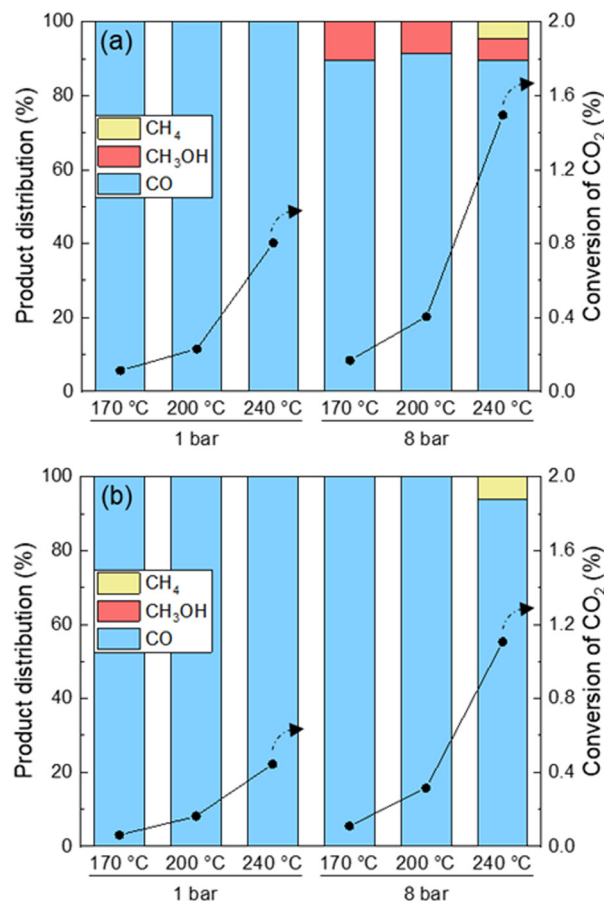 (a)
Product distribution (%)
100
80
60
40
20
0
CH₄
CH₃OH
CO
2.0
1.6
1.2
0.8
0.4
0.0
Conversion of CO₂ (%)
170 °C 200 °C 240 °C 170 °C 200 °C 240 °C
1 bar 8 bar
(b)
Product distribution (%)
100
80
60
40
20
0
CH₄
CH₃OH
CO
2.0
1.6
1.2
0.8
0.4
0.0
Conversion of CO₂ (%)
170 °C 200 °C 240 °C 170 °C 200 °C 240 °C
1 bar 8 bar